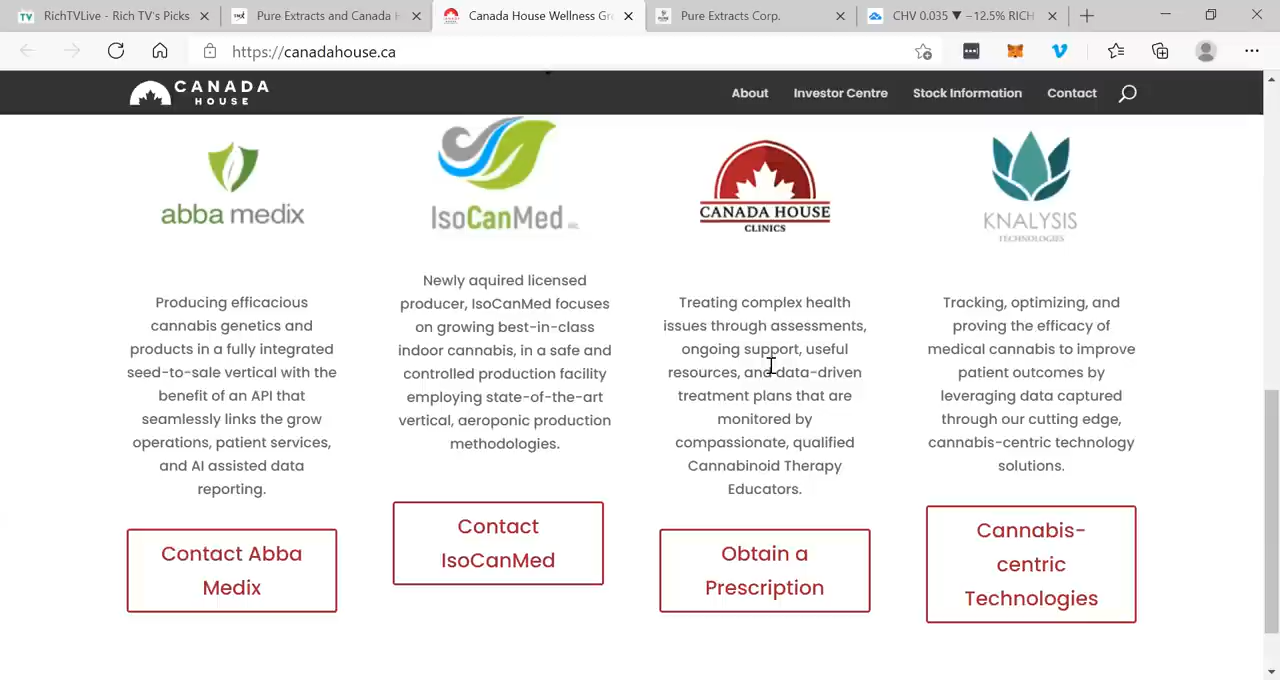 RichTVLive - Rich TV's Picks,
Pure Extracts and Canada H
Canada House Wellness Gr
Pure Extracts Corp.
CHV 0.035 ▼ −12.5% RICH
https://canadahouse.ca
CANADA
HOUSE
About
Investor Centre
Stock Information
Contact
abba medix
Producing efficacious
cannabis genetics and
products in a fully integrated
seed-to-sale vertical with the
benefit of an API that
seamlessly links the grow
operations, patient services,
and AI assisted data
reporting.
Contact Abba
Medix
IsoCanMed INC.
Newly aquired licensed
producer, IsoCanMed focuses
on growing best-in-class
indoor cannabis, in a safe and
controlled production facility
employing state-of-the-art
vertical, aeroponic production
methodologies.
Contact
IsoCanMed
CANADA HOUSE
CLINICS
Treating complex health
issues through assessments,
ongoing support, useful
resources, and data-driven
treatment plans that are
monitored by
compassionate, qualified
Cannabinoid Therapy
Educators.
Obtain a
Prescription
KNALYSIS
TECHNOLOGIES
Tracking, optimizing, and
proving the efficacy of
medical cannabis to improve
patient outcomes by
leveraging data captured
through our cutting edge,
cannabis-centric technology
solutions.
Cannabis-
centric
Technologies